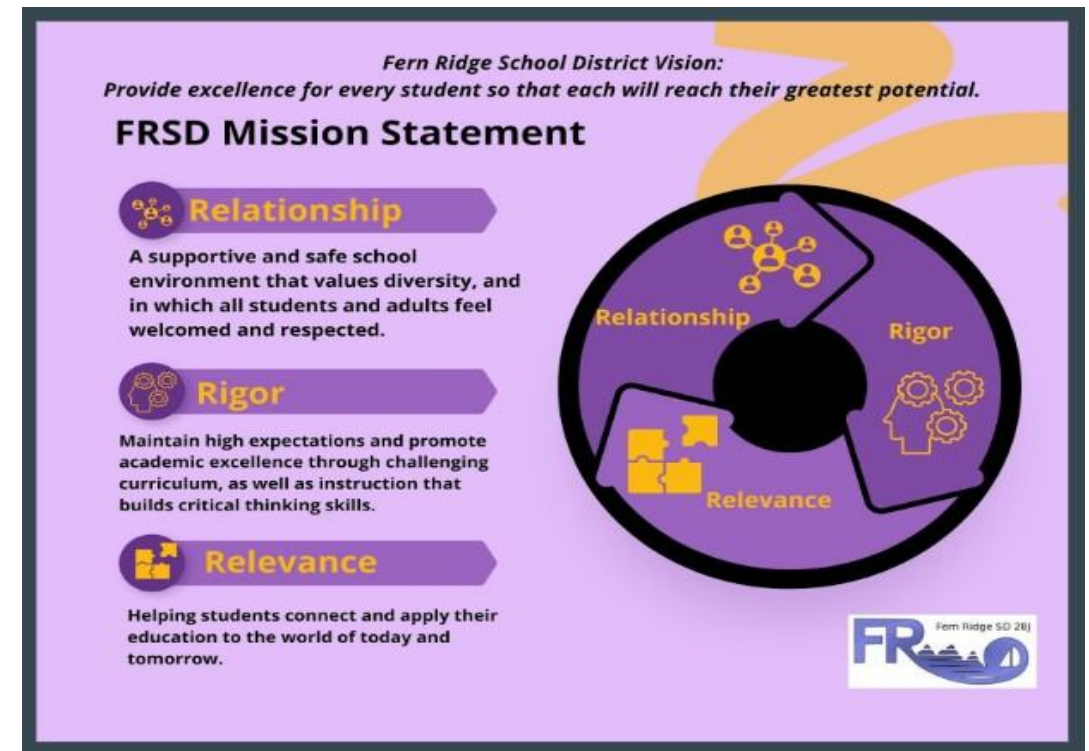 Fern Ridge School District Vision:
Provide excellence for every student so that each will reach their greatest potential.
FRSD Mission Statement
Relationship
A supportive and safe school
environment that values diversity, and
in which all students and adults feel
welcomed and respected.
Rigor
Maintain high expectations and promote
academic excellence through challenging
curriculum, as well as instruction that
builds critical thinking skills.
Relevance
Helping students connect and apply their
education to the world of today and
tomorrow.
Relationship
Rigor
Relevance
FR
Fern Ridge SD 28J